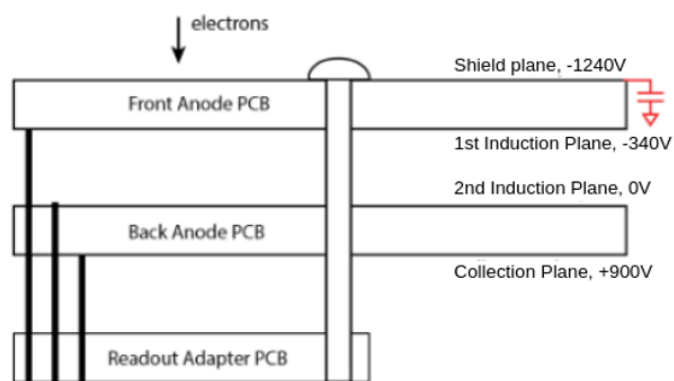 electrons
Shield plane, -1240V
Front Anode PCB
1st Induction Plane, -340V
2nd Induction Plane, 0V
Back Anode PCB
Collection Plane, +900V
Readout Adapter PCB